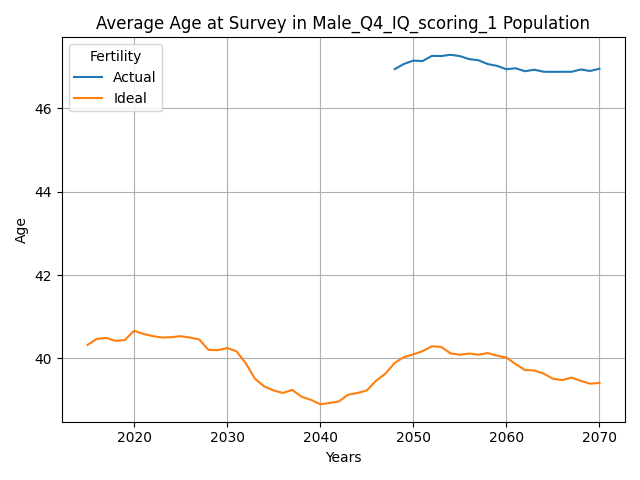 Average Age at Survey in Male_Q4_IQ_scoring_1 Population
Fertility
Actual
Ideal
46
44
42
40
Age
2020 2030 2040 2050 2060 2070
Years